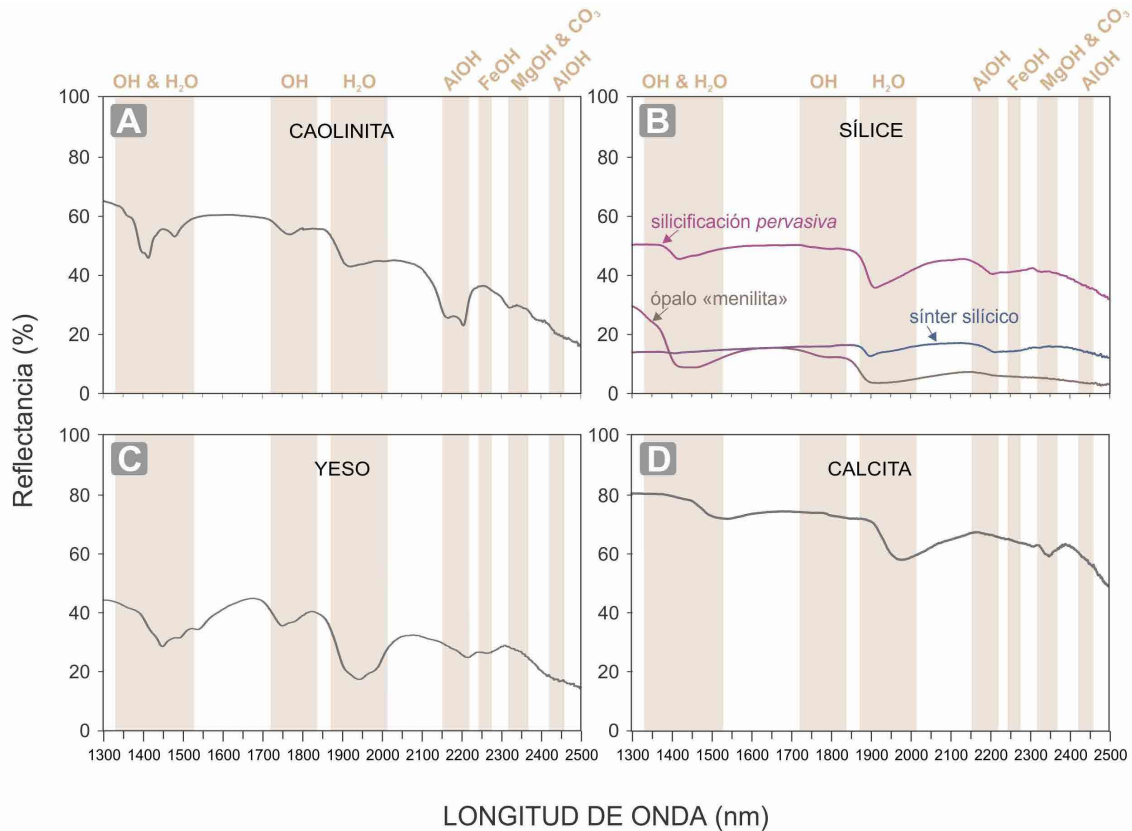 OH & H₂O OH H₂O AlOH FeOH MgOH & CO₃ AlOH
OH & H₂O OH H₂O AlOH FeOH MgOH & CO₃ AlOH
A
CAOLINITA
100
80
60
40
20
0
B
SÍLICE
silicificación pervasiva
ópalo «menilita»
sínter silícico
100
80
60
40
20
0
Reflectancia (%)
C
YESO
100
80
60
40
20
0
1300 1400 1500 1600 1700 1800 1900 2000 2100 2200 2300 2400 2500
D
CALCITA
100
80
60
40
20
0
1300 1400 1500 1600 1700 1800 1900 2000 2100 2200 2300 2400 2500
LONGITUD DE ONDA (nm)